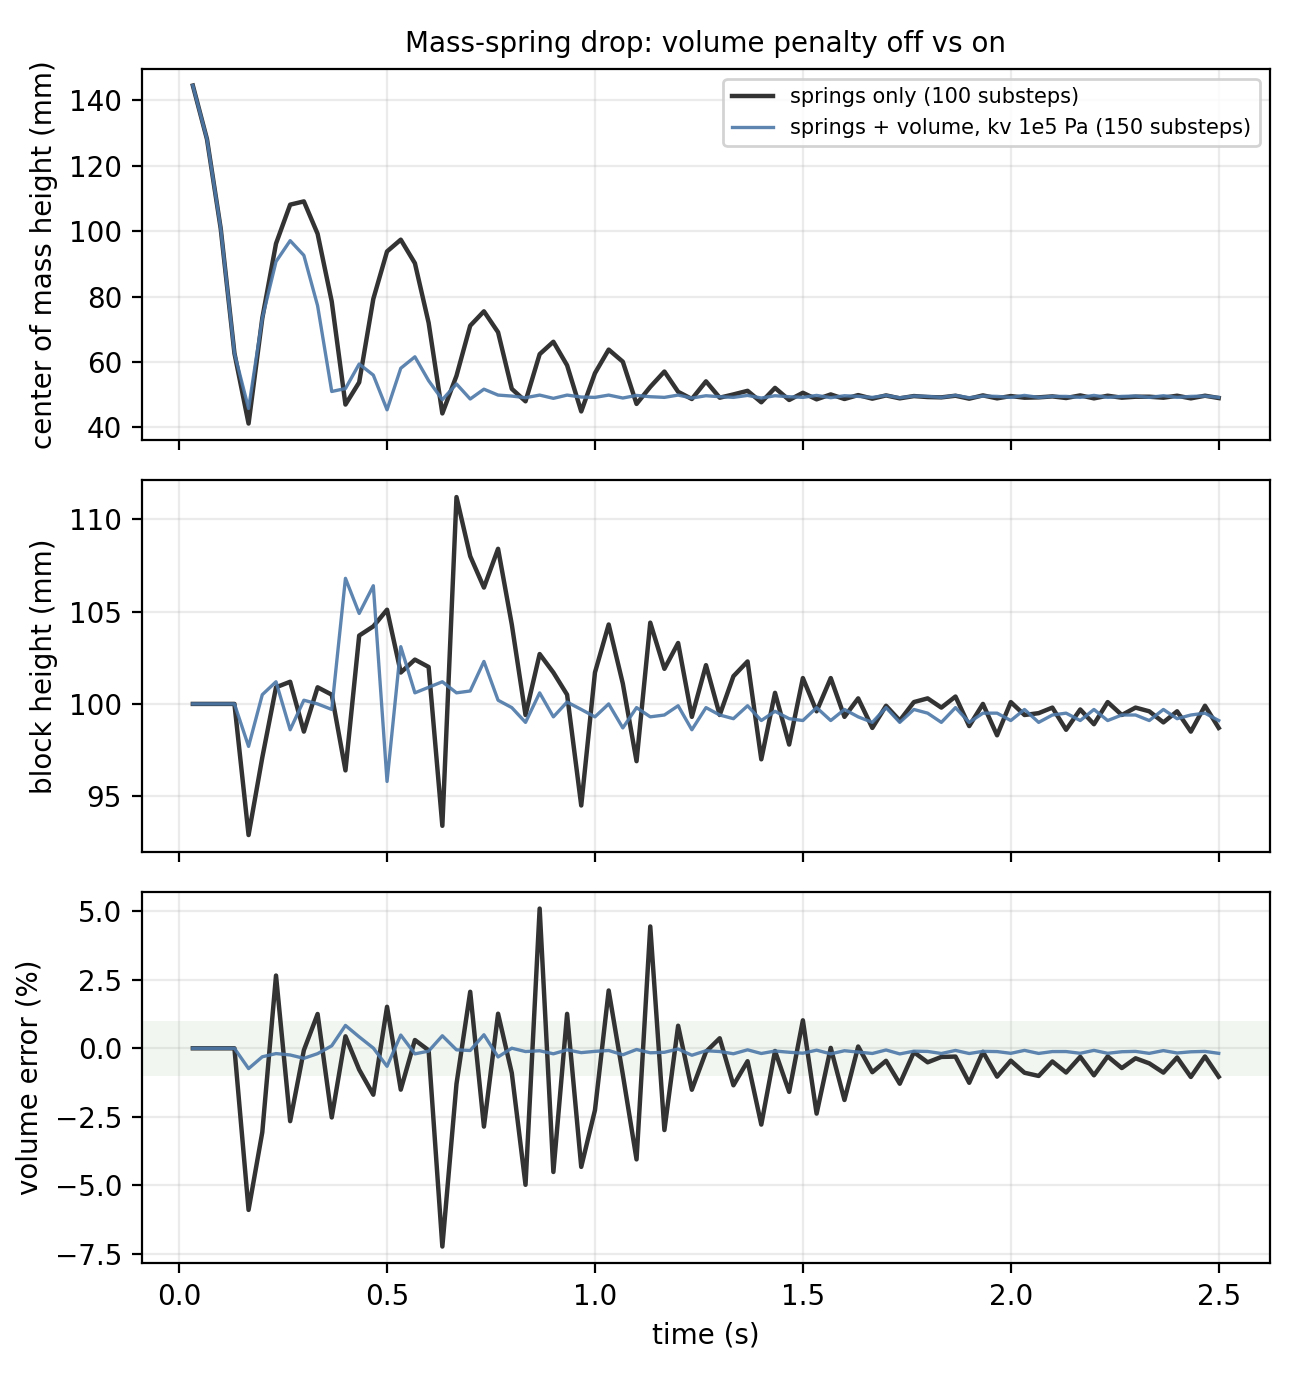 Mass-spring drop: volume penalty off vs on
springs only (100 substeps)
springs + volume, kv 1e5 Pa (150 substeps)
center of mass height (mm)
140
120
100
80
60
40
block height (mm)
110
105
100
95
volume error (%)
5.0
2.5
0.0
−2.5
−5.0
−7.5
0.0 0.5 1.0 1.5 2.0 2.5
time (s)